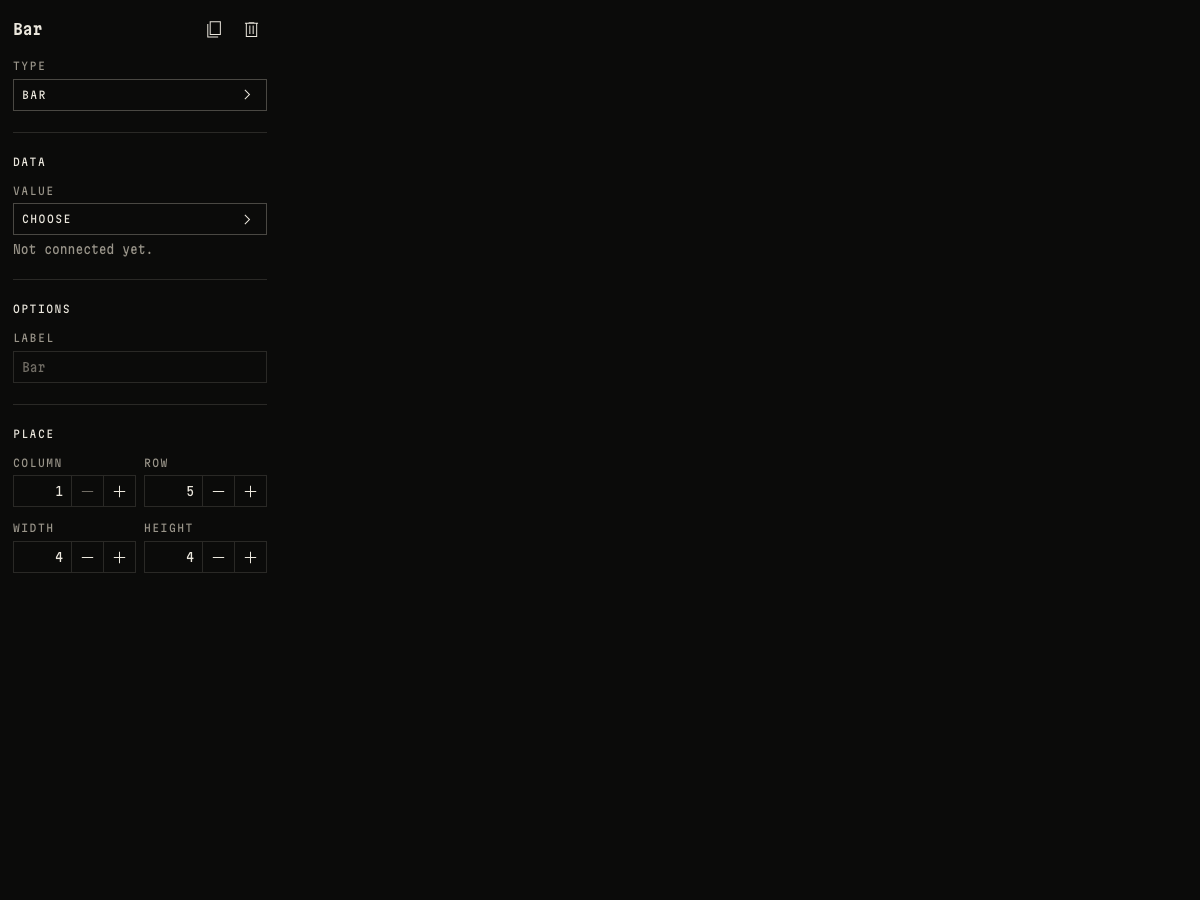 Bar
TYPE
BAR
DATA
VALUE
CHOOSE
Not connected yet.
OPTIONS
LABEL
Bar
PLACE
COLUMN ROW
1 5
WIDTH HEIGHT
4 4